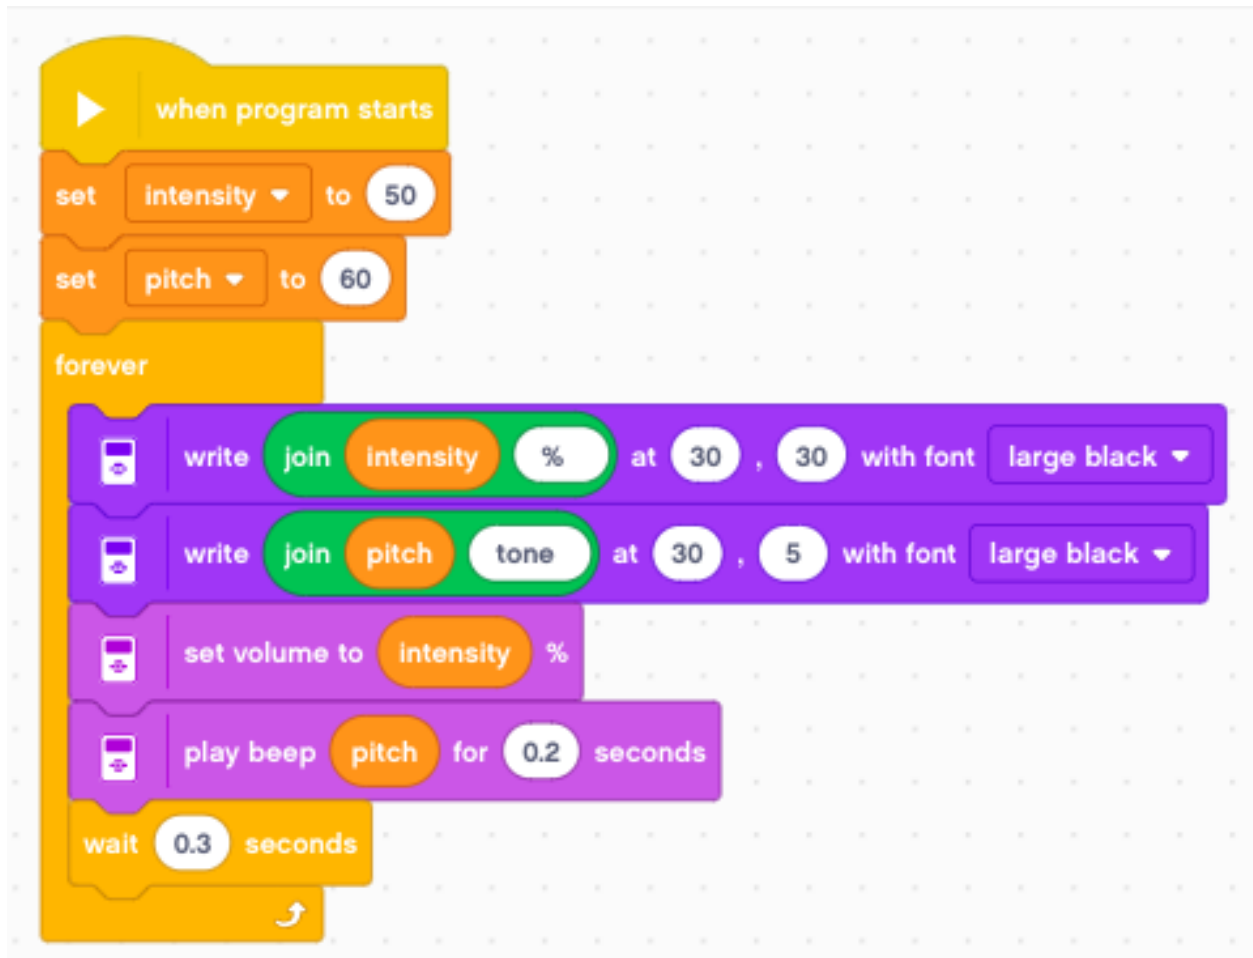 when program starts
set intensity to 50
set pitch to 60
forever
write join intensity % at 30 , 30 with font large black
write join pitch tone at 30 , 5 with font large black
set volume to intensity %
play beep pitch for 0.2 seconds
wait 0.3 seconds